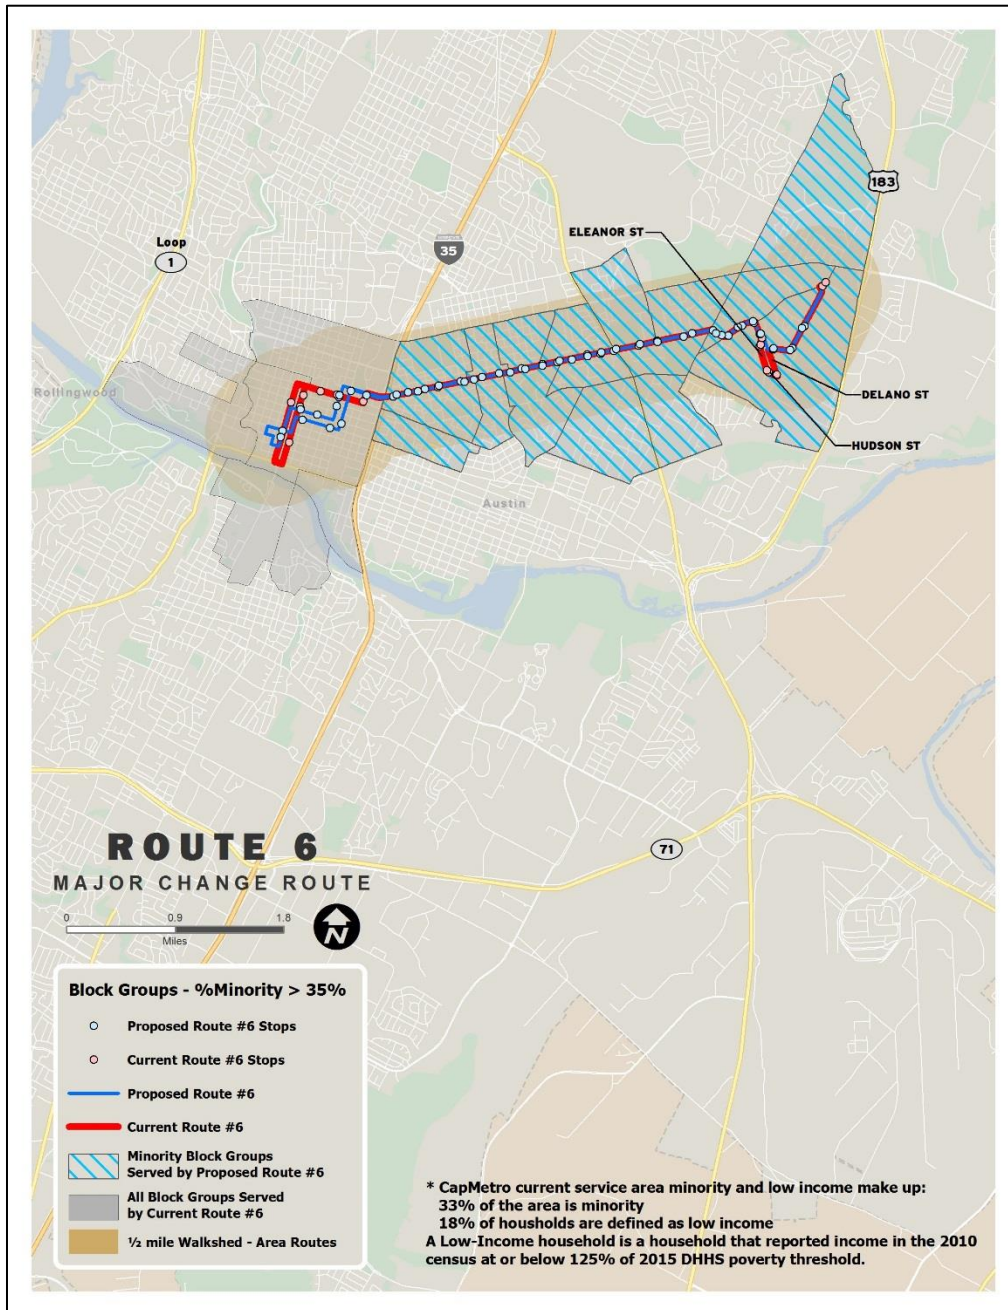 183
ELEANOR ST
Loop
1
35
Rollingwood
DELANO ST
HUDSON ST
Austin
71
ROUTE 6
MAJOR CHANGE ROUTE
0 0.9 1.8
Miles
N
Block Groups - %Minority > 35%
Proposed Route #6 Stops
Current Route #6 Stops
Proposed Route #6
Current Route #6
Minority Block Groups
Served by Proposed Route #6
All Block Groups Served
by Current Route #6
½ mile Walkshed - Area Routes
* CapMetro current service area minority and low income make up:
33% of the area is minority
18% of housholds are defined as low income
A Low-Income household is a household that reported income in the 2010
census at or below 125% of 2015 DHHS poverty threshold.